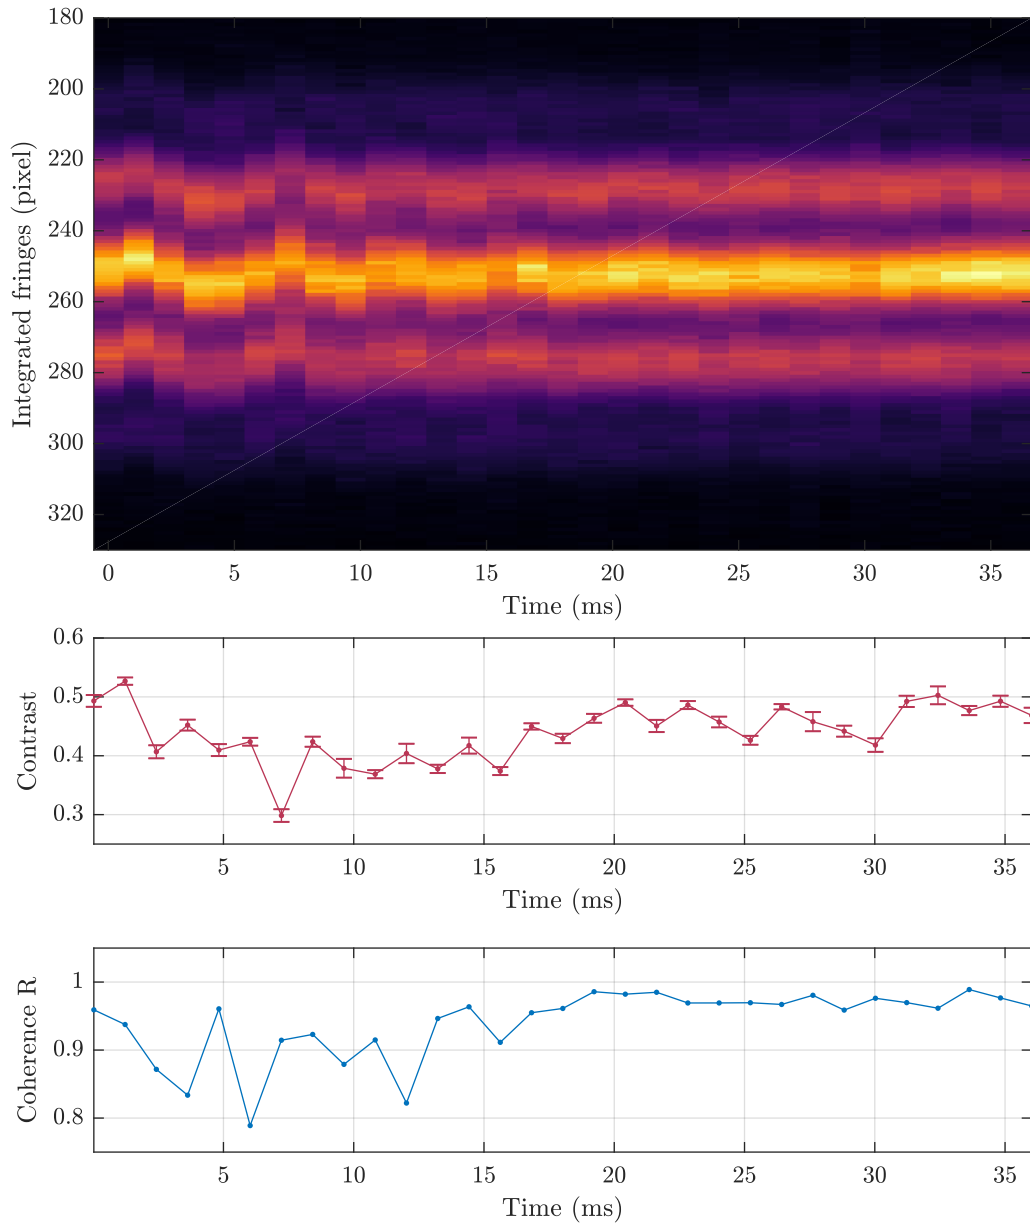 180
200
220
240
260
280
300
320
Integrated fringes (pixel)
0 5 10 15 20 25 30 35
Time (ms)
0.6
0.5
0.4
0.3
Contrast
5 10 15 20 25 30 35
Time (ms)
1
0.9
0.8
Coherence R
5 10 15 20 25 30 35
Time (ms)